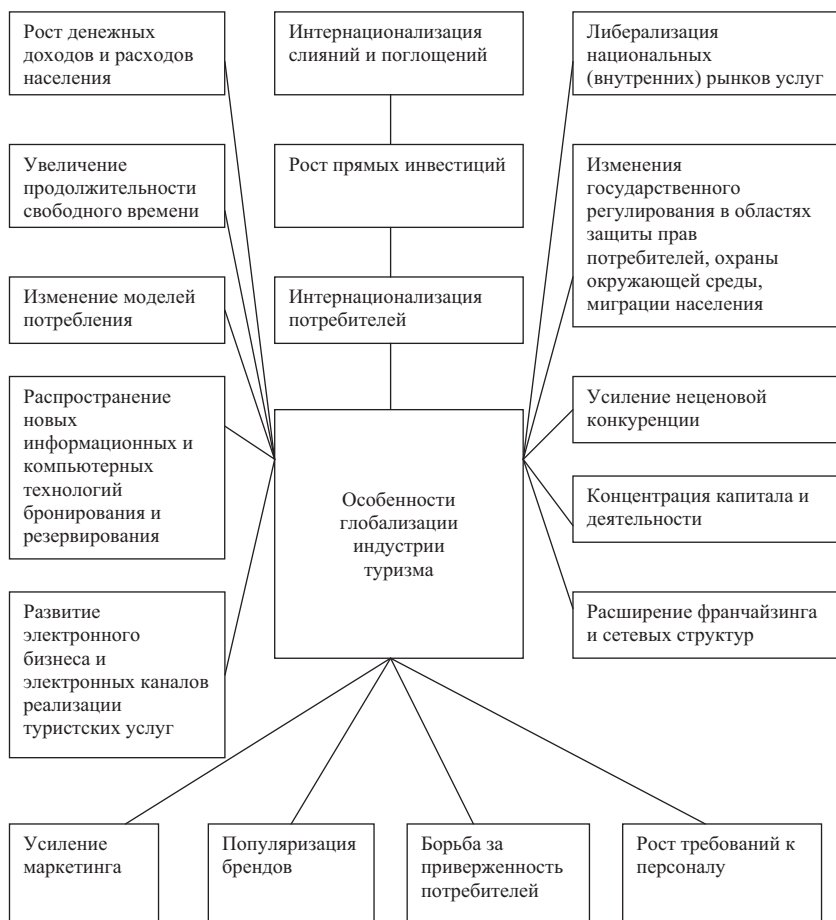 Рост денежных
доходов и расходов
населения
Интернационализация
слияний и поглощений
Либерализация
национальных
(внутренних) рынков услуг
Увеличение
продолжительности
свободного времени
Рост прямых инвестиций
Изменения
государственного
регулирования в областях
защиты прав
потребителей, охраны
окружающей среды,
миграции населения
Изменение моделей
потребления
Интернационализация
потребителей
Распространение
новых
информационных и
компьютерных
технологий
бронирования и
резервирования
Особенности
глобализации
индустрии
туризма
Усиление неценовой
конкуренции
Концентрация капитала и
деятельности
Развитие
электронного
бизнеса и
электронных каналов
реализации
туристских услуг
Расширение франчайзинга
и сетевых структур
Усиление
маркетинга
Популяризация
брендов
Борьба за
приверженность
потребителей
Рост требований к
персоналу